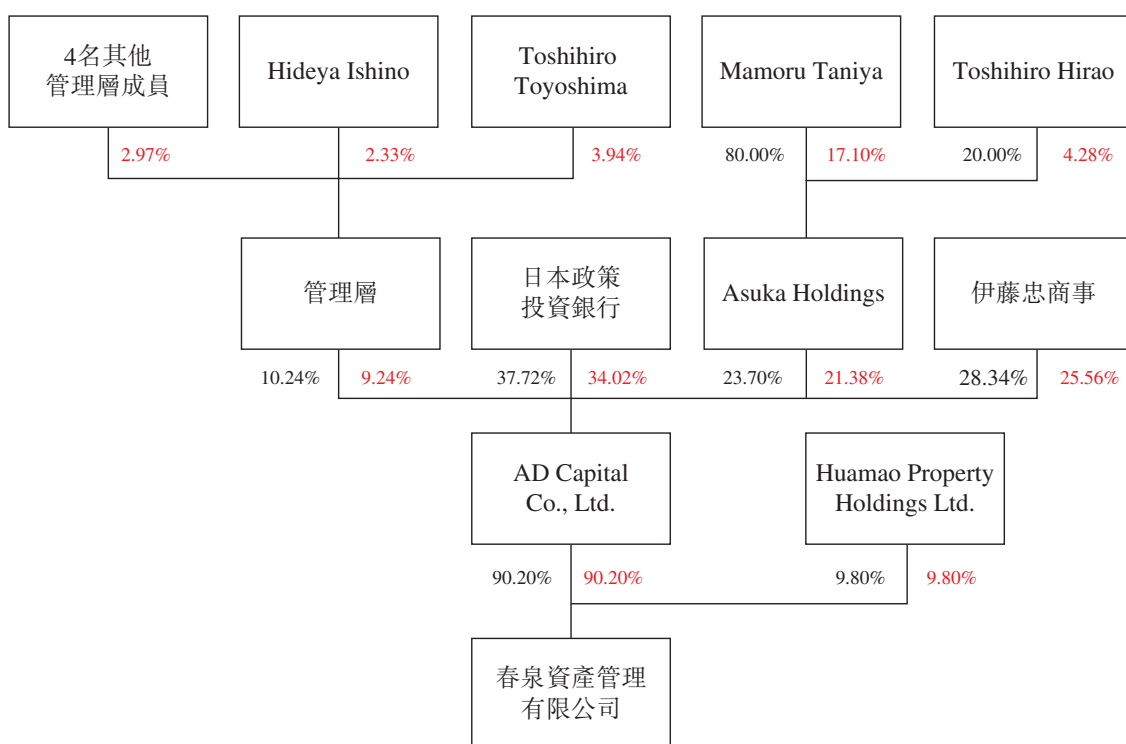 4名其他
管理層成員
Hideya Ishino
Toshihiro
Toyoshima
Mamoru Taniya
Toshihiro Hirao
2.97%
2.33%
3.94%
80.00%
17.10%
20.00%
4.28%
管理層
日本政策
投資銀行
Asuka Holdings
伊藤忠商事
10.24%
9.24%
37.72%
34.02%
23.70%
21.38%
28.34%
25.56%
AD Capital
Co., Ltd.
Huamao Property
Holdings Ltd.
90.20%
90.20%
9.80%
9.80%
春泉資產管理
有限公司